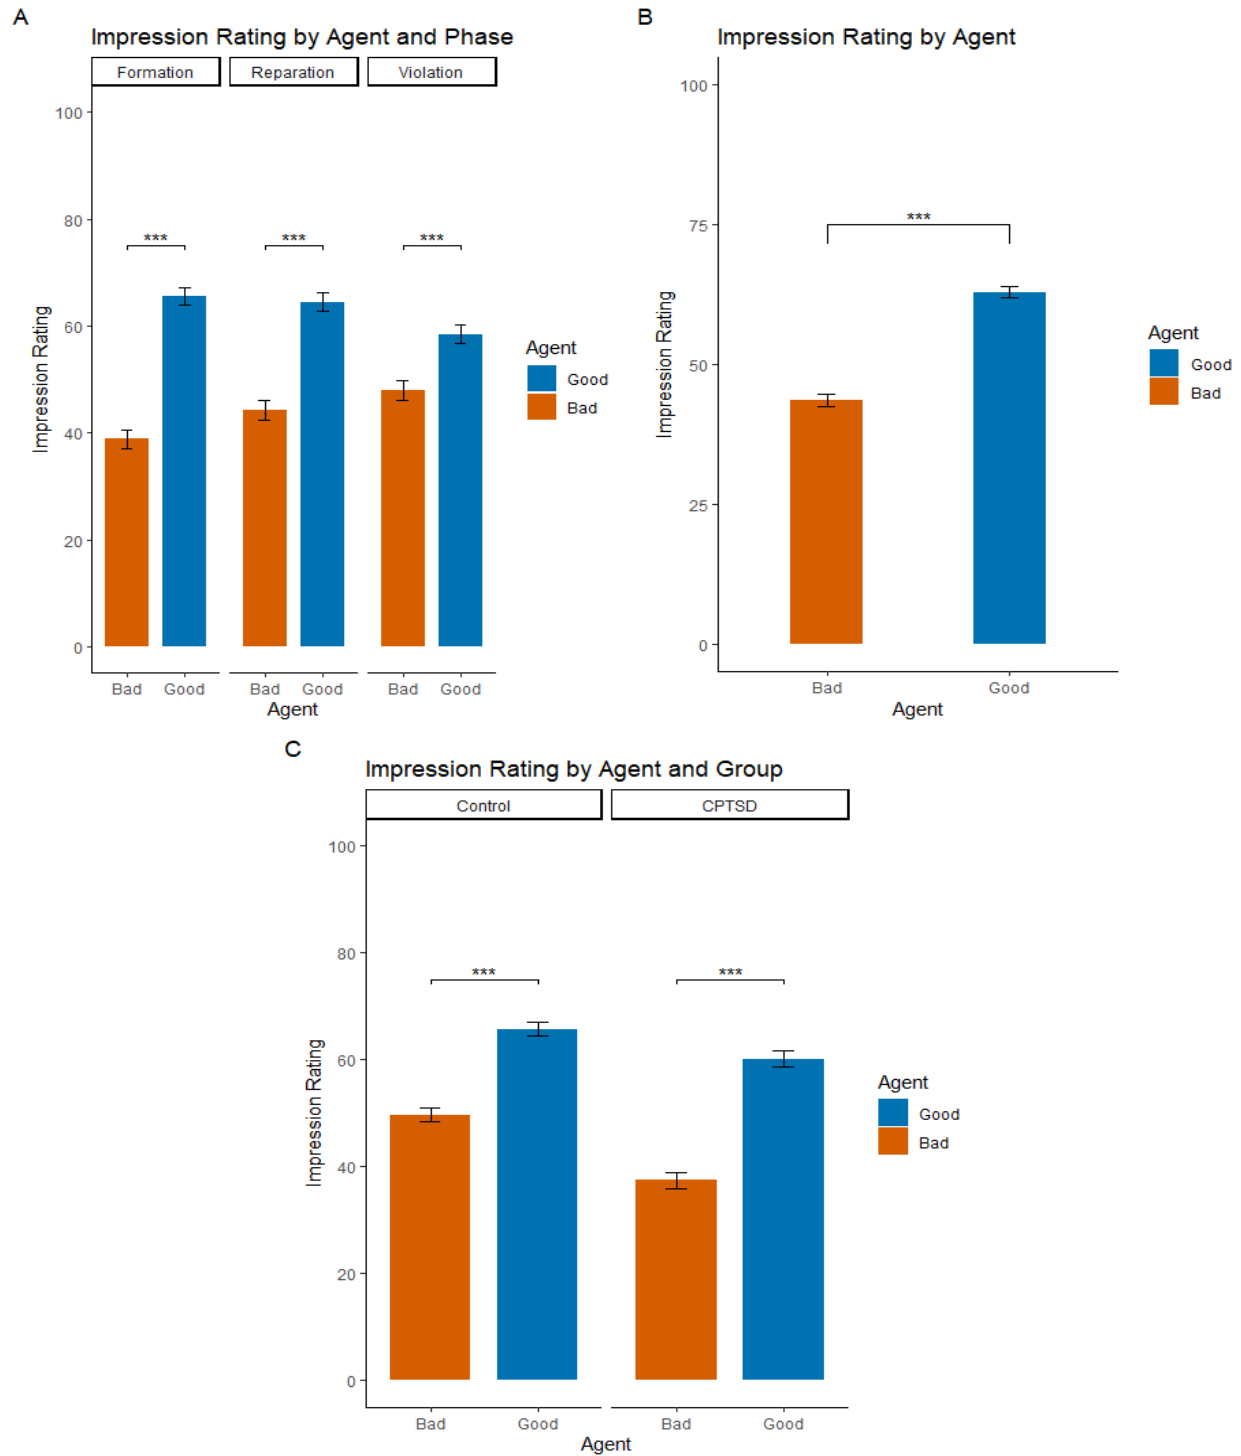 A
Impression Rating by Agent and Phase
Formation Reparation Violation
100
80
60
40
20
0
Impression Rating
*** *** ***
Bad Good Bad Good Bad Good
Agent
Agent
Good
Bad
B
Impression Rating by Agent
100
75
50
25
0
Impression Rating
***
Bad Good
Agent
Agent
Good
Bad
C
Impression Rating by Agent and Group
Control CPTSD
100
80
60
40
20
0
Impression Rating
*** ***
Bad Good Bad Good
Agent
Agent
Good
Bad